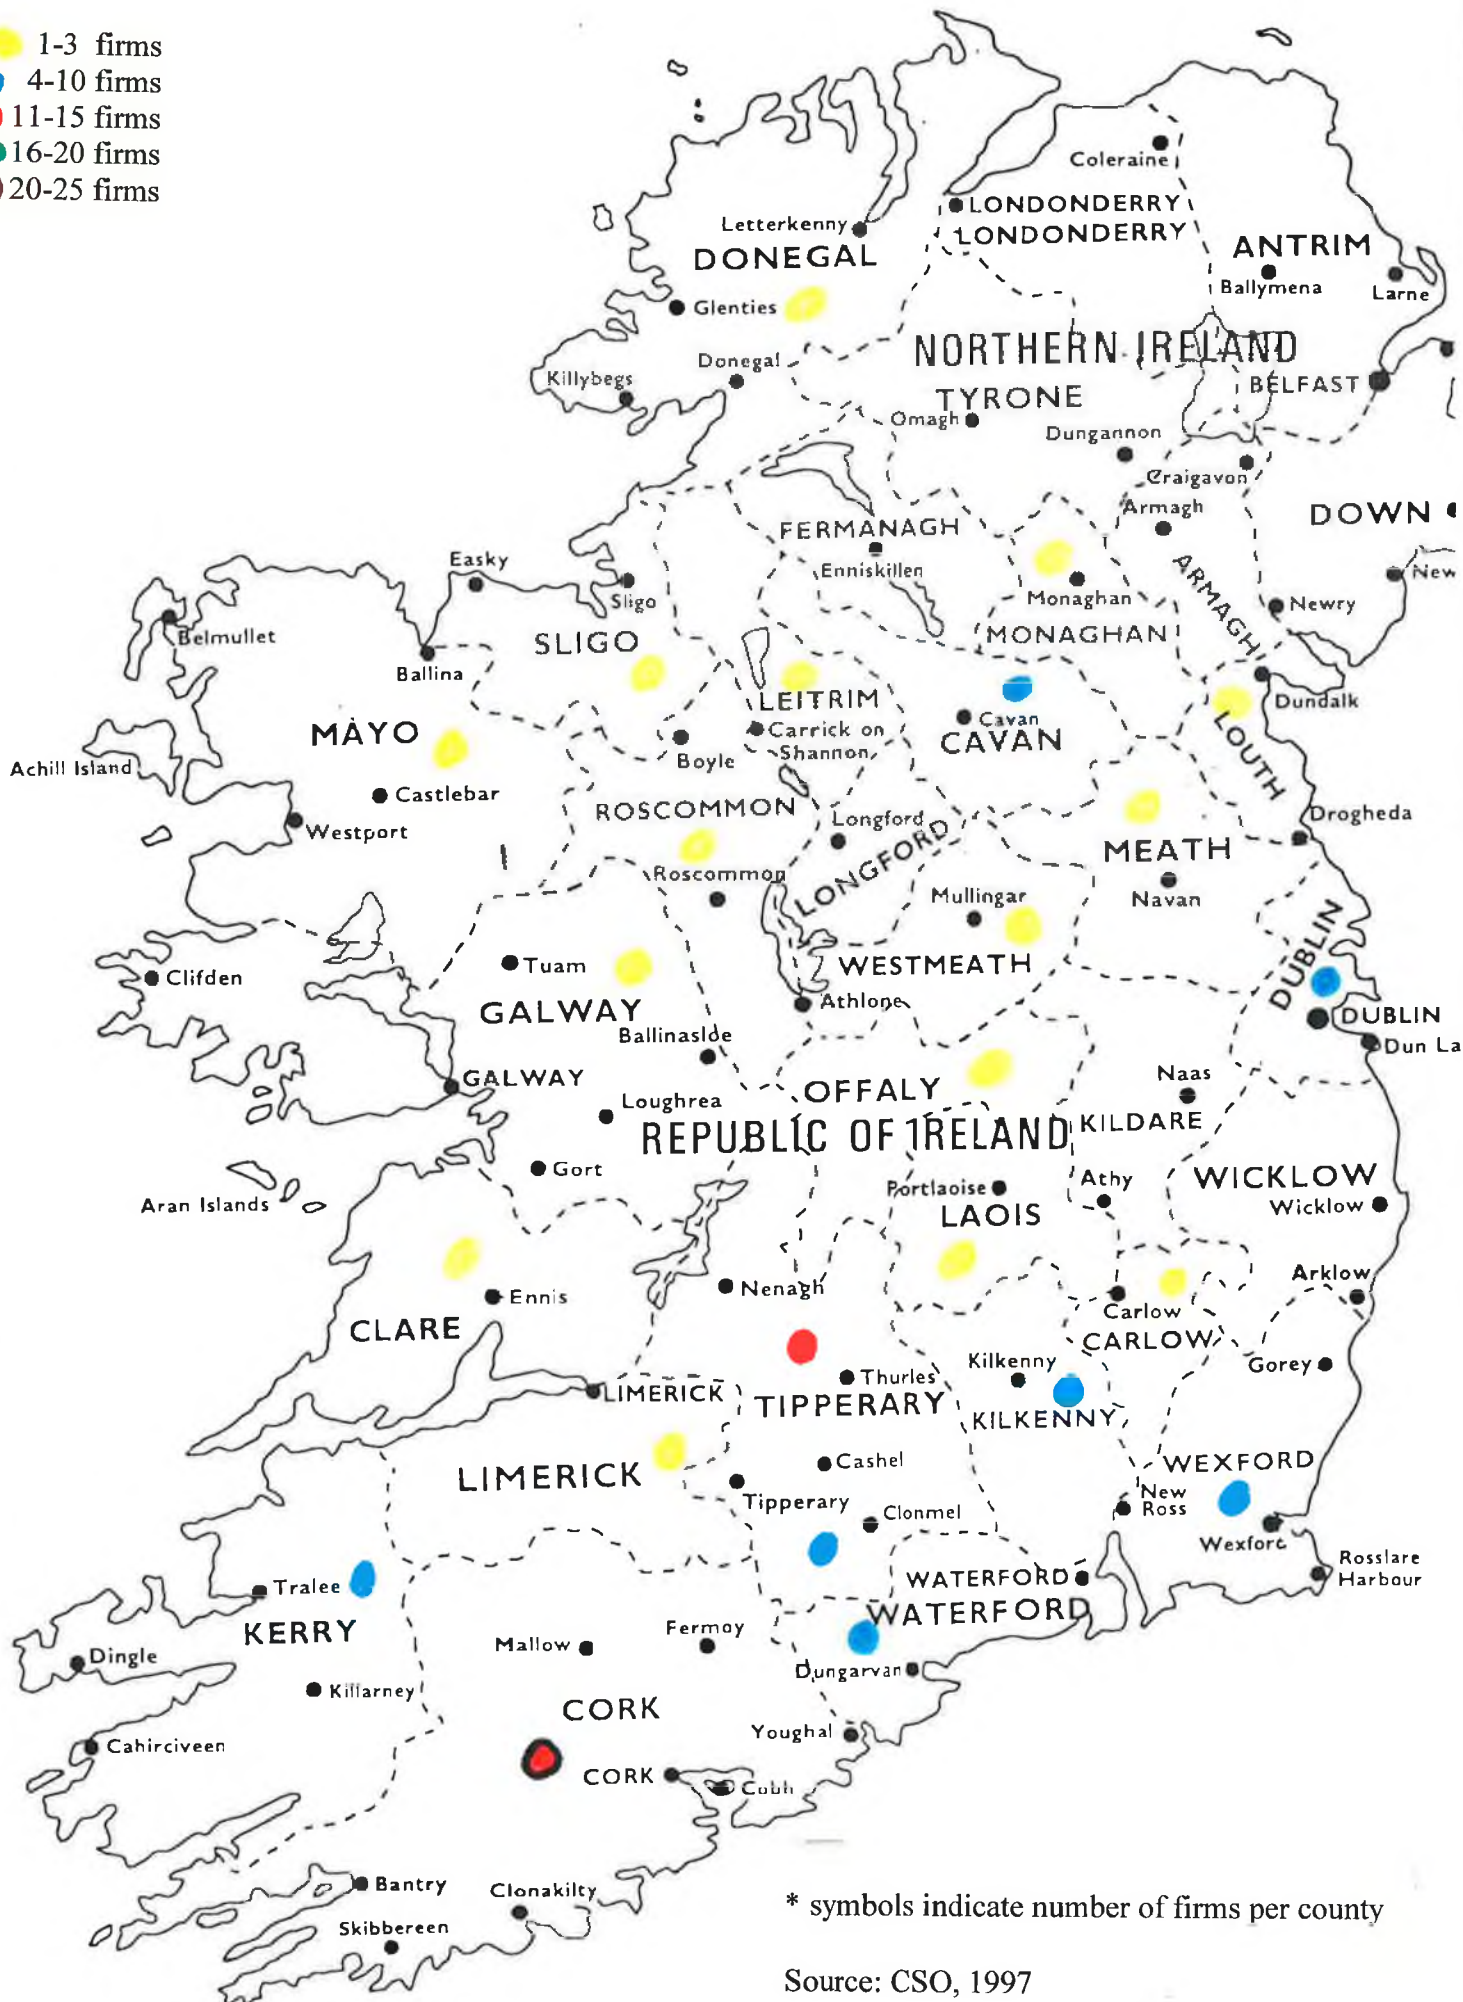 1-3 firms
4-10 firms
11-15 firms
16-20 firms
20-25 firms
Coleraine
LONDONDERRY
LONDONDERRY
Letterkenny
DONEGAL
ANTRIM
Ballymena
Larne
Glenties
NORTHERN IRELAND
Donegal
Killybegs
BELFAST
TYRONE
Omagh
Dungannon
Craigavon
Armagh
DOWN
FERMANAGH
Enniskillen
Easky
Sligo
Monaghan
ARMAGH
New
Newry
MONAGHAN
Belmullet
SLIGO
Ballina
LEITRIM
Dundalk
MAYO
Cavan
CAVAN
Carrick on
Shannon
Boyle
LOUTH
Achill Island
Castlebar
ROSCOMMON
Longford
LONGFORD
Drogheda
Westport
MEATH
Roscommon
Navan
Mullingar
DUBLIN
Tuam
WESTMEATH
Clifden
Athlone
GALWAY
DUBLIN
Ballinaslde
Dun La
GALWAY
Naas
OFFALY
Loughrea
KILDARE
REPUBLIC OF IRELAND
Gort
Athy
WICKLOW
Aran Islands
Portlaoise
Wicklow
LAOIS
Nenagh
Arklow
Ennis
Carlow
CLARE
CARLOW
Kilkenny
Gorey
Thurles
LIMERICK
TIPPERARY
KILKENNY
Cashel
WEXFORD
LIMERICK
New
Ross
Tipperary
Clonmel
Wexfort
Rosslare
Harbour
Tralee
WATERFORD
WATERFORD
KERRY
Fermoy
Mallow
Dingle
Dungarvan
Killarney
CORK
Youghal
Cahirciveen
CORK
Cobh
Bantry
Clonakilty
Skibbereen
* symbols indicate number of firms per county
Source: CSO, 1997